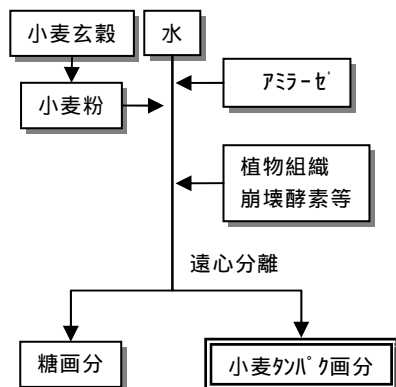 小麦玄穀
水
小麦粉
ｱﾐﾗｰｾﾞ
植物組織
崩壊酵素等
遠心分離
糖画分
小麦ﾀﾝﾊﾟｸ画分